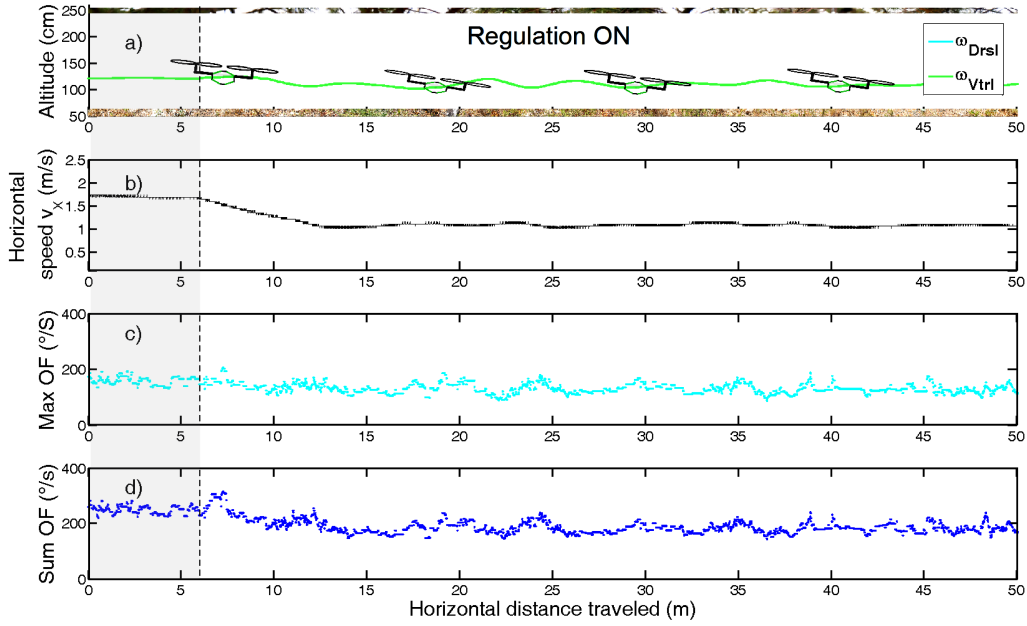 a)
Regulation ON
ω_Drsl
ω_Vtrl
Altitude (cm)
250
200
150
100
50
0 5 10 15 20 25 30 35 40 45 50
b)
Horizontal
speed v_X (m/s)
2.5
2
1.5
1
0.5
0 5 10 15 20 25 30 35 40 45 50
c)
Max OF (°/S)
400
200
0
0 5 10 15 20 25 30 35 40 45 50
d)
Sum OF (°/s)
400
200
0
0 5 10 15 20 25 30 35 40 45 50
Horizontal distance traveled (m)